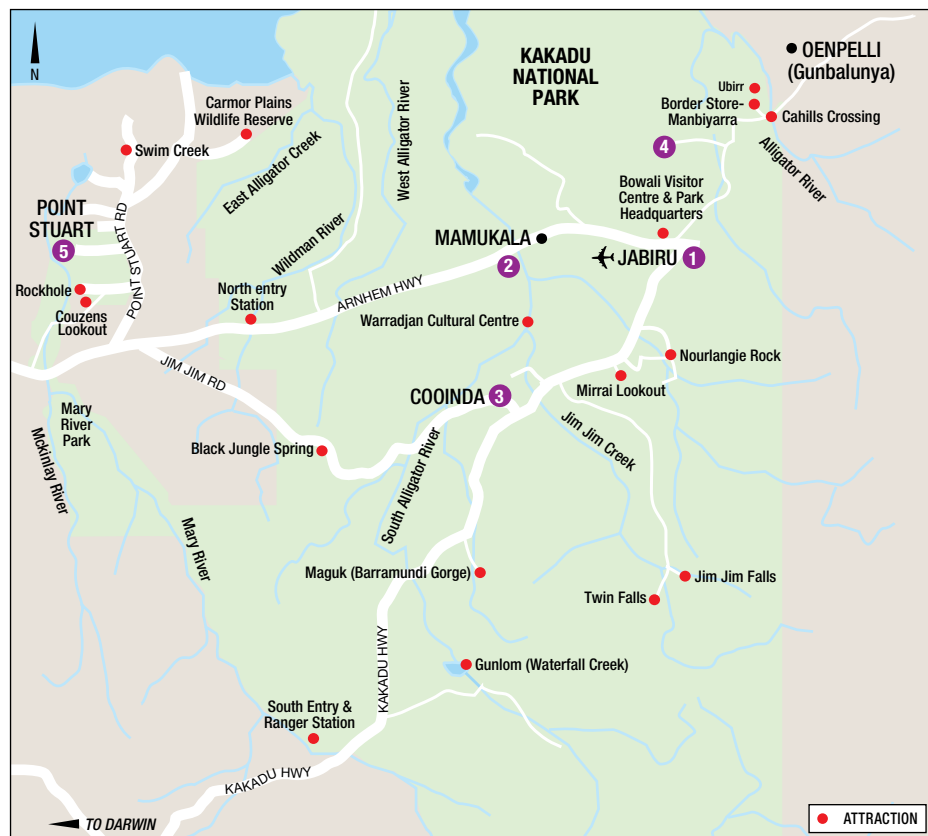 N
KAKADU
NATIONAL
PARK
OENPELLI
(Gunbalunya)
Ubirr
Border Store-
Manbiyarra
Cahills Crossing
Alligator River
4
Carmor Plains
Wildlife Reserve
Swim Creek
East Alligator Creek
West Alligator River
Wildman River
Bowali Visitor
Centre & Park
Headquarters
POINT
STUART
5
POINT STUART RD
MAMUKALA
2
JABIRU
1
Rockhole
Couzens
Lookout
North entry
Station
ARNHEM HWY
Warradjan Cultural Centre
Nourlangie Rock
Mirrai Lookout
JIM JIM RD
COOINDA
3
Jim Jim Creek
Mary
River
Park
Mckinlay River
Black Jungle Spring
South Alligator River
Mary River
Maguk (Barramundi Gorge)
Jim Jim Falls
Twin Falls
Gunlom (Waterfall Creek)
KAKADU HWY
South Entry &
Ranger Station
KAKADU HWY
TO DARWIN
ATTRACTION